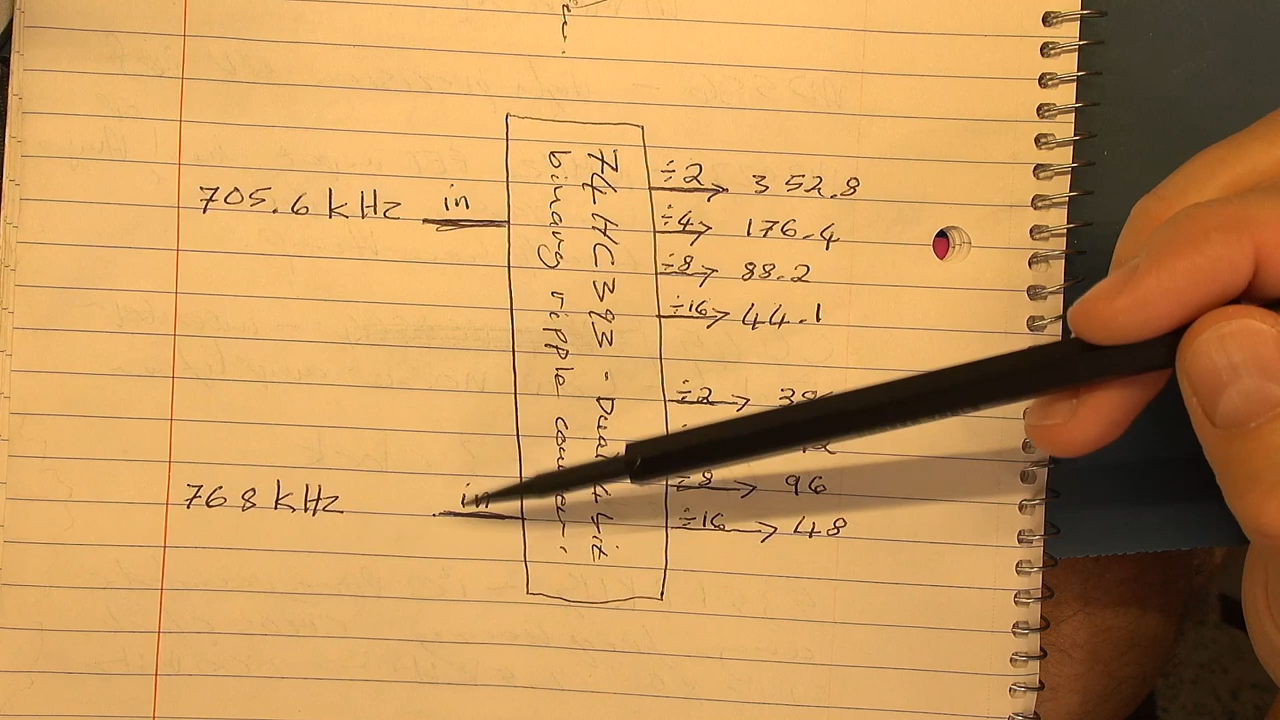 705.6 kHz in
74HC393 - Dual 4 bit
binary ripple counter.
÷2 352.8
÷4 176.4
÷8 88.2
÷16 44.1
768 kHz in
÷2
÷8 96
÷16 48